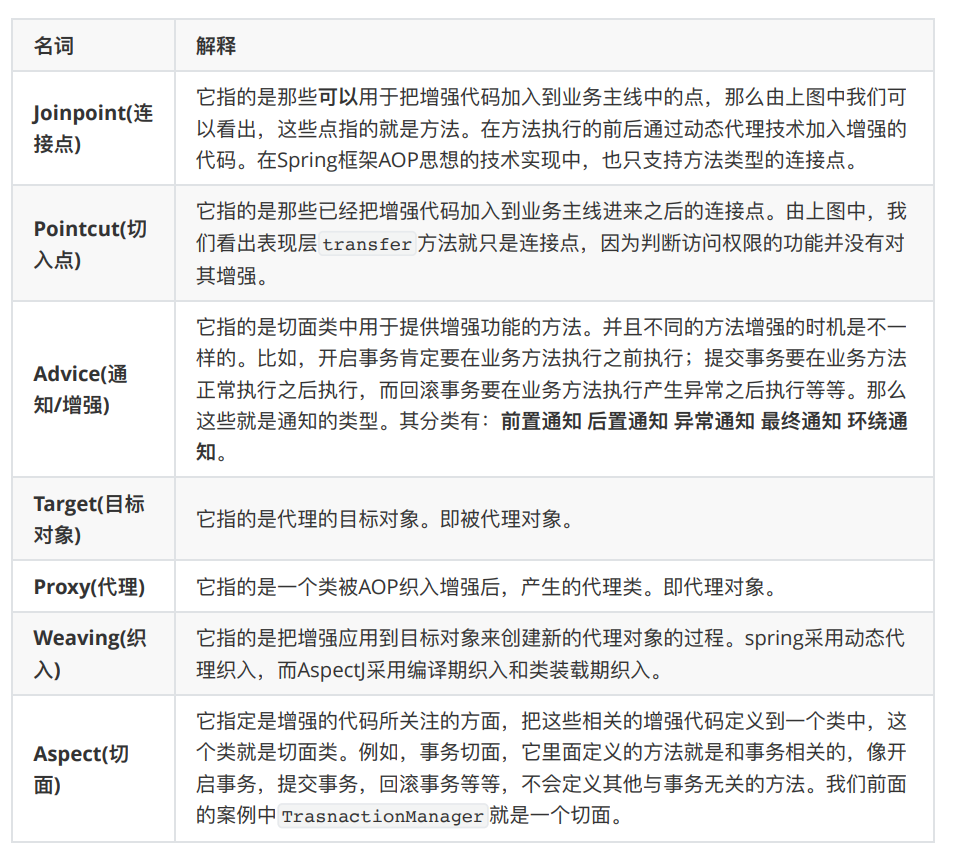 名词
解释
Joinpoint(连
接点)
它指的是那些可以用于把增强代码加入到业务主线中的点，那么由上图中我们可
以看出，这些点指的就是方法。在方法执行的前后通过动态代理技术加入增强的
代码。在Spring框架AOP思想的技术实现中，也只支持方法类型的连接点。
Pointcut(切
入点)
它指的是那些已经把增强代码加入到业务主线进来之后的连接点。由上图中，我
们看出表现层 transfer 方法就只是连接点，因为判断访问权限的功能并没有对
其增强。
Advice(通
知/增强)
它指的是切面类中用于提供增强功能的方法。并且不同的方法增强的时机是不一
样的。比如，开启事务肯定要在业务方法执行之前执行；提交事务要在业务方法
正常执行之后执行，而回滚事务要在业务方法执行产生异常之后执行等等。那么
这些就是通知的类型。其分类有：前置通知 后置通知 异常通知 最终通知 环绕通
知。
Target(目标
对象)
它指的是代理的目标对象。即被代理对象。
Proxy(代理)
它指的是一个类被AOP织入增强后，产生的代理类。即代理对象。
Weaving(织
入)
它指的是把增强应用到目标对象来创建新的代理对象的过程。spring采用动态代
理织入，而AspectJ采用编译期织入和类装载期织入。
Aspect(切
面)
它指定是增强的代码所关注的方面，把这些相关的增强代码定义到一个类中，这
个类就是切面类。例如，事务切面，它里面定义的方法就是和事务相关的，像开
启事务，提交事务，回滚事务等等，不会定义其他与事务无关的方法。我们前面
的案例中 TrasnactionManager 就是一个切面。